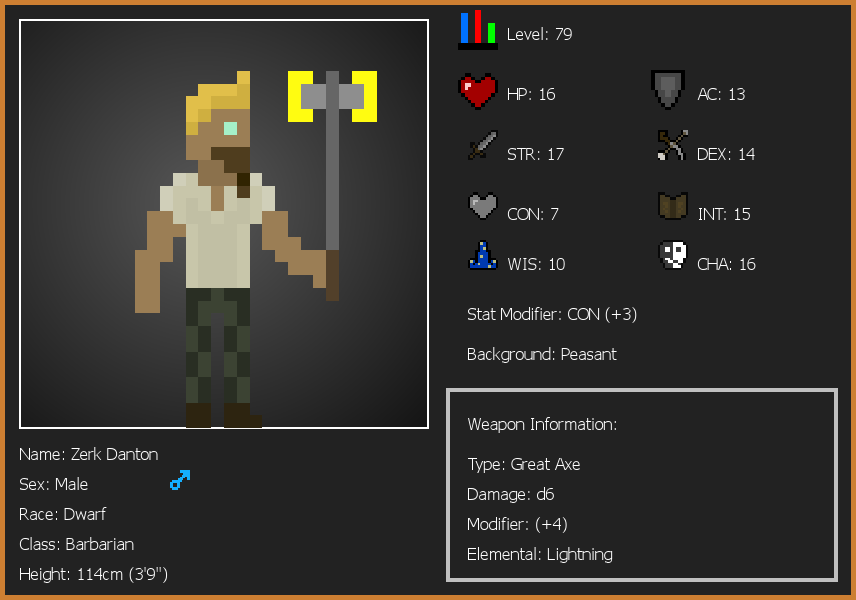 Level: 79
HP: 16
AC: 13
STR: 17
DEX: 14
CON: 7
INT: 15
WIS: 10
CHA: 16
Stat Modifier: CON (+3)
Background: Peasant
Weapon Information:
Type: Great Axe
Damage: d6
Modifier: (+4)
Elemental: Lightning
Name: Zerk Danton
Sex: Male
Race: Dwarf
Class: Barbarian
Height: 114cm (3'9")